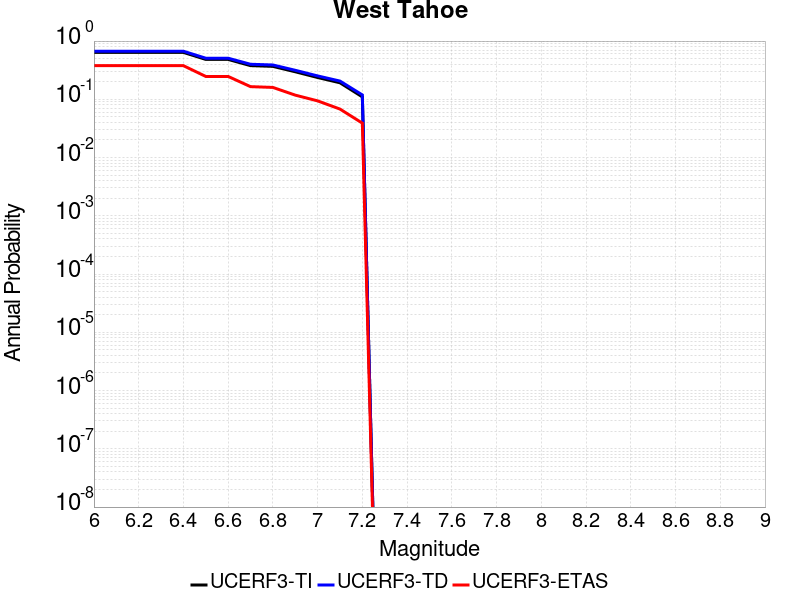 West Tahoe
10^0
10^-1
10^-2
10^-3
10^-4
10^-5
10^-6
10^-7
10^-8
Annual Probability
6 6.2 6.4 6.6 6.8 7 7.2 7.4 7.6 7.8 8 8.2 8.4 8.6 8.8 9
Magnitude
UCERF3-TI UCERF3-TD UCERF3-ETAS